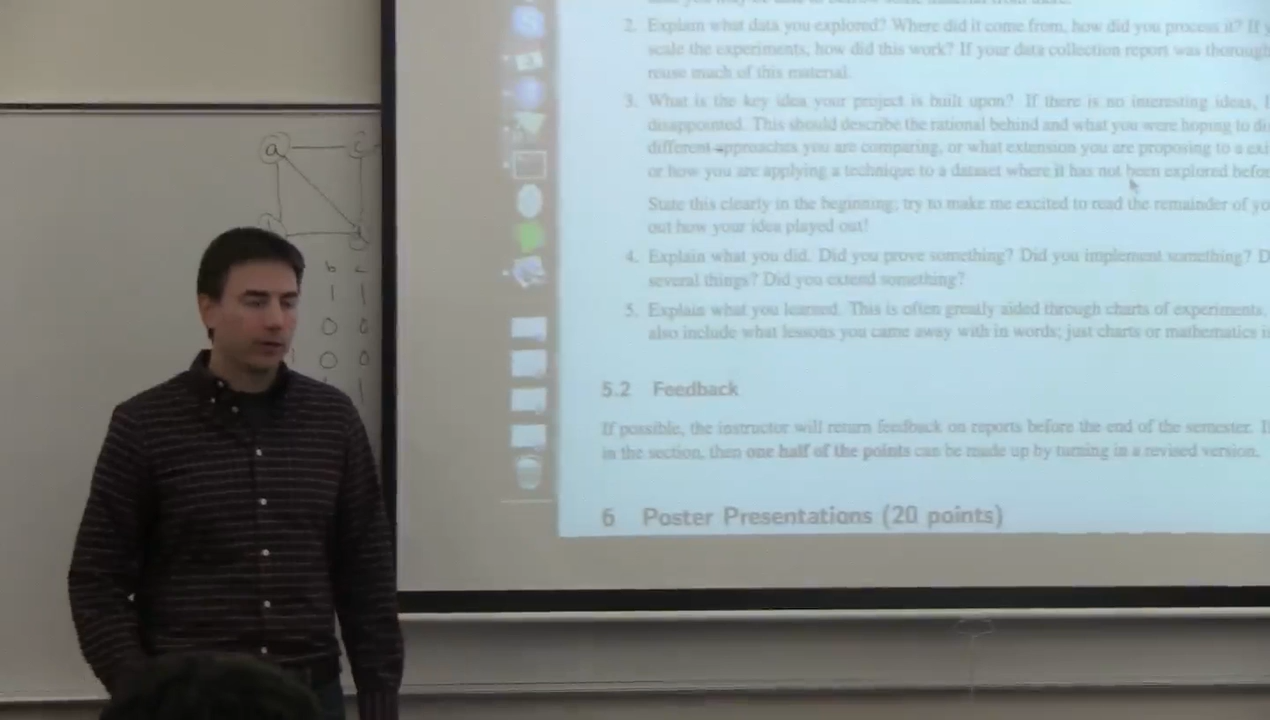 a c
d
b c
1 1
0 0
0 0
1
2. Explain what data you explored? Where did it come from, how did you process it? If
scale the experiments, how did this work? If your data collection report was
reuse much of this material.
3. What is the key idea your project is built upon? If there is no interesting ideas,
disappointed. This should describe the rational behind and what you were hoping to
different approaches you are comparing, or what extension you are proposing to a
or how you are applying a technique to a dataset where it has not been explored
State this clearly in the beginning; try to make me excited to read the remainder of
out how your idea played out!
4. Explain what you did. Did you prove something? Did you implement something?
several things? Did you extend something?
5. Explain what you learned. This is often greatly aided through charts of experiments,
also include what lessons you came away with in words; just charts or mathematics
5.2 Feedback
If possible, the instructor will return feedback on reports before the end of the semester.
in the section, then one half of the points can be made up by turning in a revised version.
6 Poster Presentations (20 points)